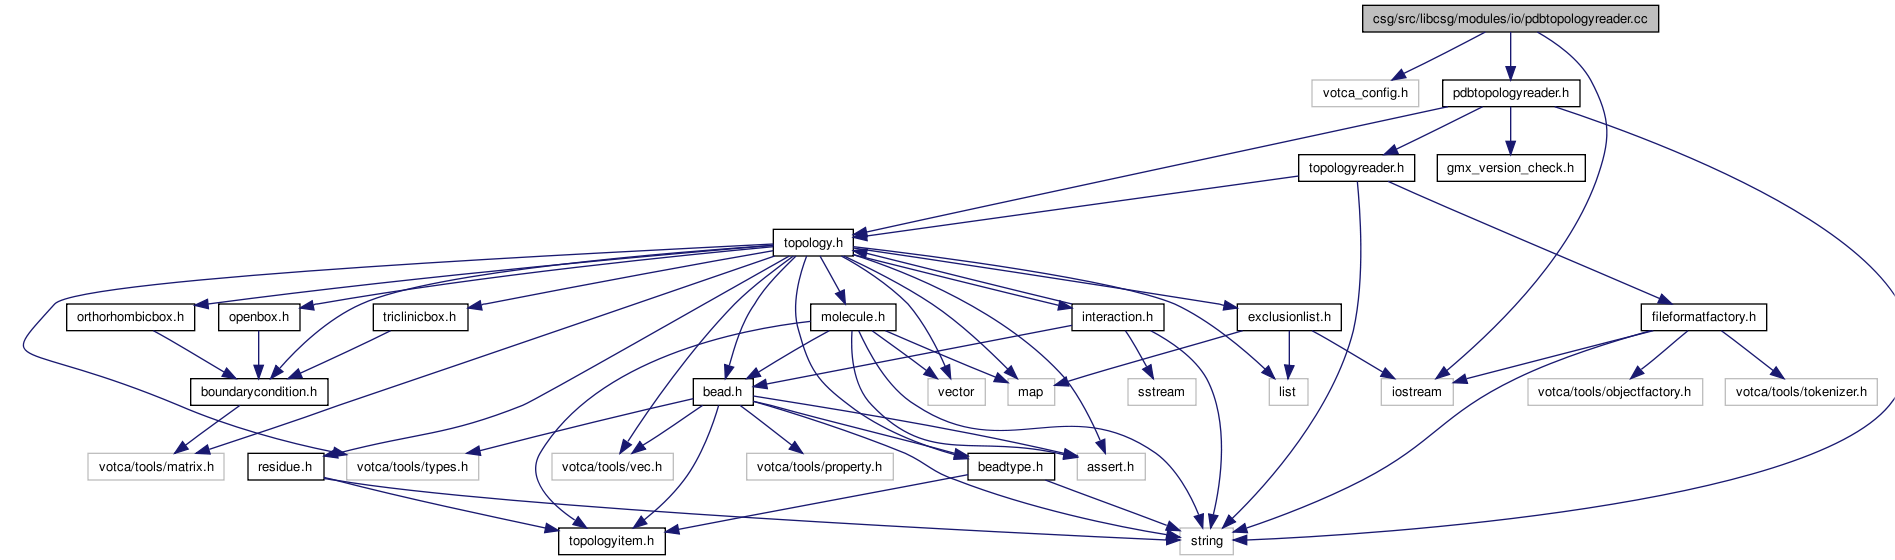 csg/src/libcsg/modules/io/pdbtopologyreader.cc
votca_config.h
pdbtopologyreader.h
topologyreader.h
gmx_version_check.h
topology.h
orthorhombicbox.h
openbox.h
triclinicbox.h
molecule.h
interaction.h
exclusionlist.h
fileformatfactory.h
boundarycondition.h
bead.h
vector
map
sstream
list
iostream
votca/tools/objectfactory.h
votca/tools/tokenizer.h
votca/tools/matrix.h
residue.h
votca/tools/types.h
votca/tools/vec.h
votca/tools/property.h
beadtype.h
assert.h
topologyitem.h
string